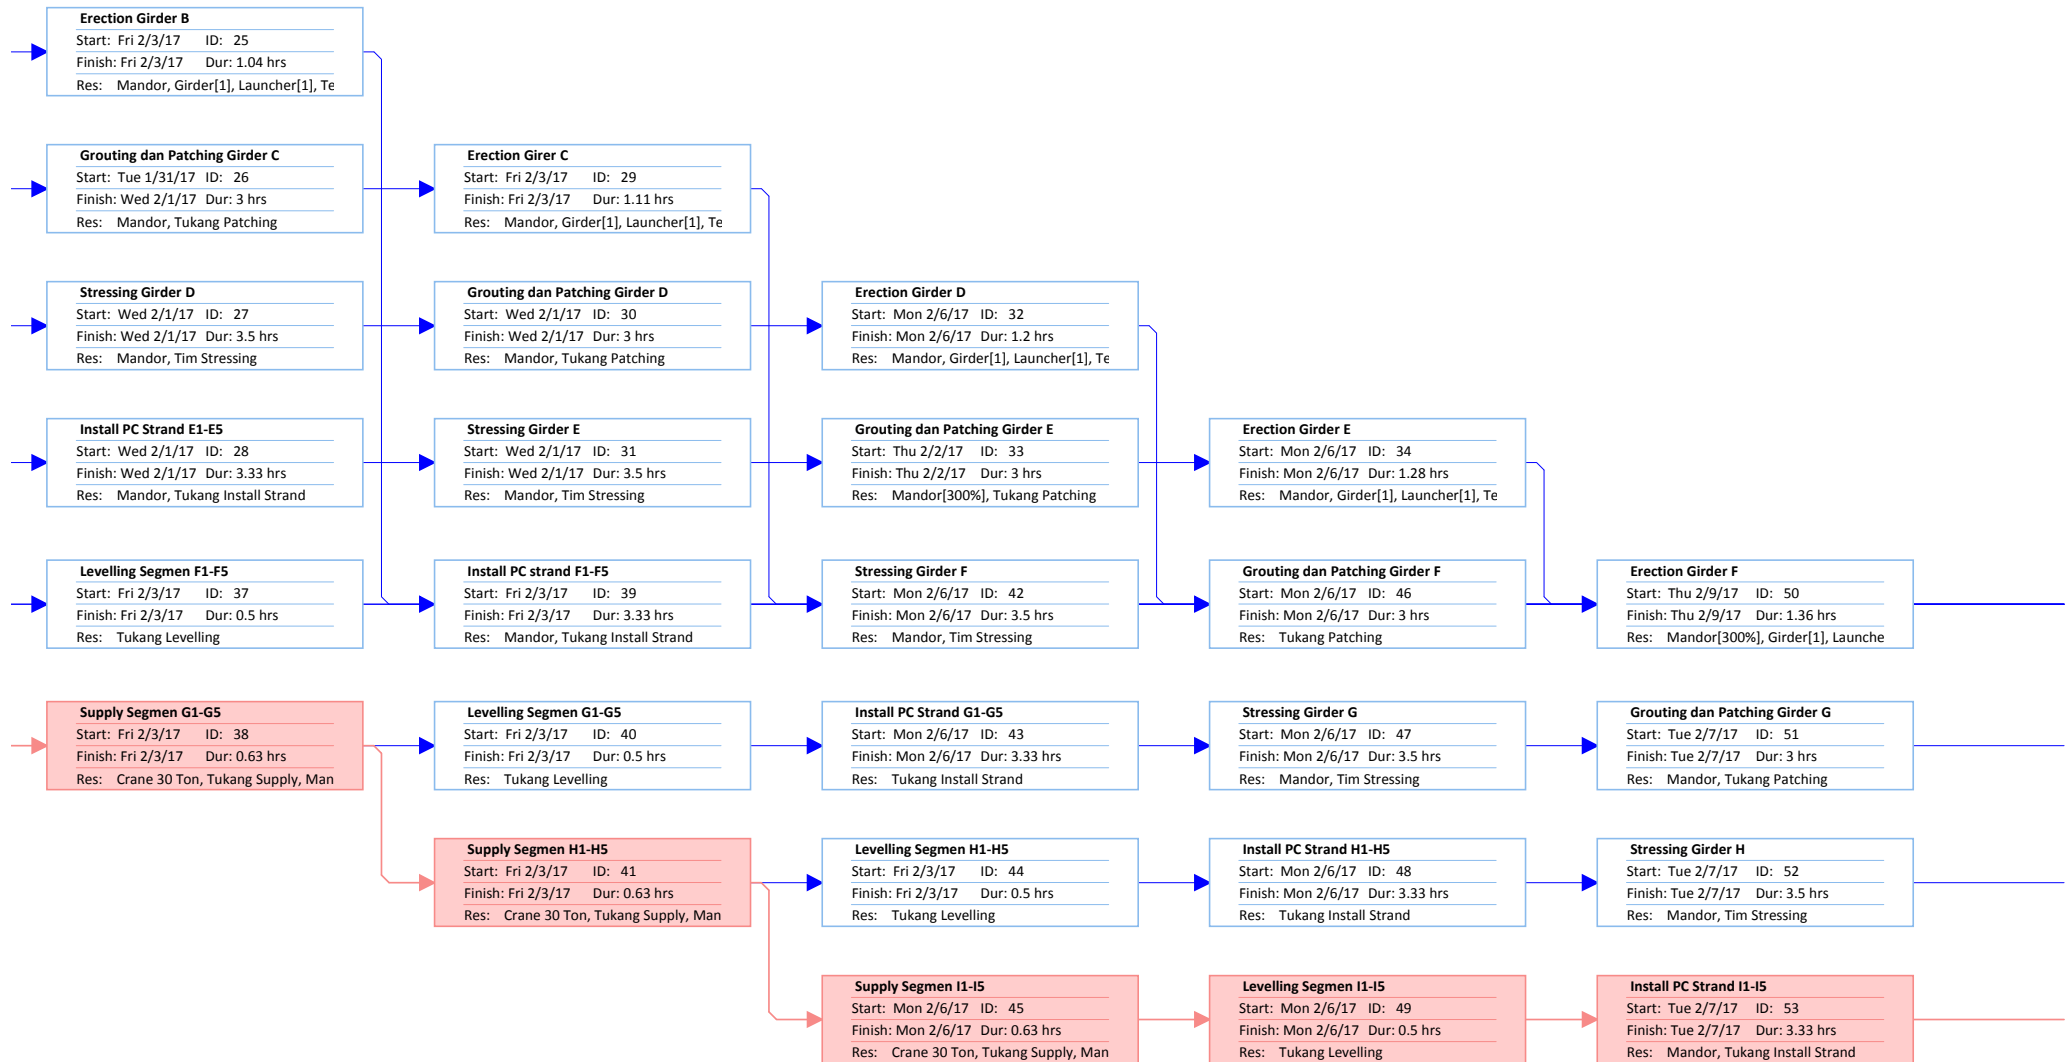 Erection Girder B
Start: Fri 2/3/17 ID: 25
Finish: Fri 2/3/17 Dur: 1.04 hrs
Res: Mandor, Girder[1], Launcher[1], Te
Grouting dan Patching Girder C
Start: Tue 1/31/17 ID: 26
Finish: Wed 2/1/17 Dur: 3 hrs
Res: Mandor, Tukang Patching
Erection Girer C
Start: Fri 2/3/17 ID: 29
Finish: Fri 2/3/17 Dur: 1.11 hrs
Res: Mandor, Girder[1], Launcher[1], Te
Stressing Girder D
Start: Wed 2/1/17 ID: 27
Finish: Wed 2/1/17 Dur: 3.5 hrs
Res: Mandor, Tim Stressing
Grouting dan Patching Girder D
Start: Wed 2/1/17 ID: 30
Finish: Wed 2/1/17 Dur: 3 hrs
Res: Mandor, Tukang Patching
Erection Girder D
Start: Mon 2/6/17 ID: 32
Finish: Mon 2/6/17 Dur: 1.2 hrs
Res: Mandor, Girder[1], Launcher[1], Te
Install PC Strand E1-E5
Start: Wed 2/1/17 ID: 28
Finish: Wed 2/1/17 Dur: 3.33 hrs
Res: Mandor, Tukang Install Strand
Stressing Girder E
Start: Wed 2/1/17 ID: 31
Finish: Wed 2/1/17 Dur: 3.5 hrs
Res: Mandor, Tim Stressing
Grouting dan Patching Girder E
Start: Thu 2/2/17 ID: 33
Finish: Thu 2/2/17 Dur: 3 hrs
Res: Mandor[300%], Tukang Patching
Erection Girder E
Start: Mon 2/6/17 ID: 34
Finish: Mon 2/6/17 Dur: 1.28 hrs
Res: Mandor, Girder[1], Launcher[1], Te
Levelling Segmen F1-F5
Start: Fri 2/3/17 ID: 37
Finish: Fri 2/3/17 Dur: 0.5 hrs
Res: Tukang Levelling
Install PC strand F1-F5
Start: Fri 2/3/17 ID: 39
Finish: Fri 2/3/17 Dur: 3.33 hrs
Res: Mandor, Tukang Install Strand
Stressing Girder F
Start: Mon 2/6/17 ID: 42
Finish: Mon 2/6/17 Dur: 3.5 hrs
Res: Mandor, Tim Stressing
Grouting dan Patching Girder F
Start: Mon 2/6/17 ID: 46
Finish: Mon 2/6/17 Dur: 3 hrs
Res: Tukang Patching
Erection Girder F
Start: Thu 2/9/17 ID: 50
Finish: Thu 2/9/17 Dur: 1.36 hrs
Res: Mandor[300%], Girder[1], Launche
Supply Segmen G1-G5
Start: Fri 2/3/17 ID: 38
Finish: Fri 2/3/17 Dur: 0.63 hrs
Res: Crane 30 Ton, Tukang Supply, Man
Levelling Segmen G1-G5
Start: Fri 2/3/17 ID: 40
Finish: Fri 2/3/17 Dur: 0.5 hrs
Res: Tukang Levelling
Install PC Strand G1-G5
Start: Mon 2/6/17 ID: 43
Finish: Mon 2/6/17 Dur: 3.33 hrs
Res: Tukang Install Strand
Stressing Girder G
Start: Mon 2/6/17 ID: 47
Finish: Mon 2/6/17 Dur: 3.5 hrs
Res: Mandor, Tim Stressing
Grouting dan Patching Girder G
Start: Tue 2/7/17 ID: 51
Finish: Tue 2/7/17 Dur: 3 hrs
Res: Mandor, Tukang Patching
Supply Segmen H1-H5
Start: Fri 2/3/17 ID: 41
Finish: Fri 2/3/17 Dur: 0.63 hrs
Res: Crane 30 Ton, Tukang Supply, Man
Levelling Segmen H1-H5
Start: Fri 2/3/17 ID: 44
Finish: Fri 2/3/17 Dur: 0.5 hrs
Res: Tukang Levelling
Install PC Strand H1-H5
Start: Mon 2/6/17 ID: 48
Finish: Mon 2/6/17 Dur: 3.33 hrs
Res: Tukang Install Strand
Stressing Girder H
Start: Tue 2/7/17 ID: 52
Finish: Tue 2/7/17 Dur: 3.5 hrs
Res: Mandor, Tim Stressing
Supply Segmen I1-I5
Start: Mon 2/6/17 ID: 45
Finish: Mon 2/6/17 Dur: 0.63 hrs
Res: Crane 30 Ton, Tukang Supply, Man
Levelling Segmen I1-I5
Start: Mon 2/6/17 ID: 49
Finish: Mon 2/6/17 Dur: 0.5 hrs
Res: Tukang Levelling
Install PC Strand I1-I5
Start: Tue 2/7/17 ID: 53
Finish: Tue 2/7/17 Dur: 3.33 hrs
Res: Mandor, Tukang Install Strand